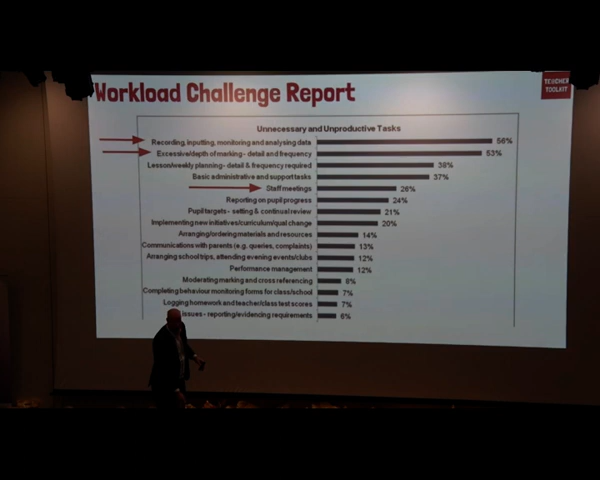 Workload Challenge Report
TEACHER
TOOLKIT
Unnecessary and Unproductive Tasks
Recording, inputting, monitoring and analysing data 56%
Excessive/depth of marking - detail and frequency 53%
Lesson/weekly planning - detail & frequency required 38%
Basic administrative and support tasks 37%
Staff meetings 26%
Reporting on pupil progress 24%
Pupil targets - setting & continual review 21%
Implementing new initiatives/curriculum/qual change 20%
Arranging/ordering materials and resources 14%
Communications with parents (e.g. queries, complaints) 13%
Arranging school trips, attending evening events/clubs 12%
Performance management 12%
Moderating marking and cross referencing 8%
Completing behaviour monitoring forms for class/school 7%
Logging homework and teacher/class test scores 7%
issues - reporting/evidencing requirements 6%